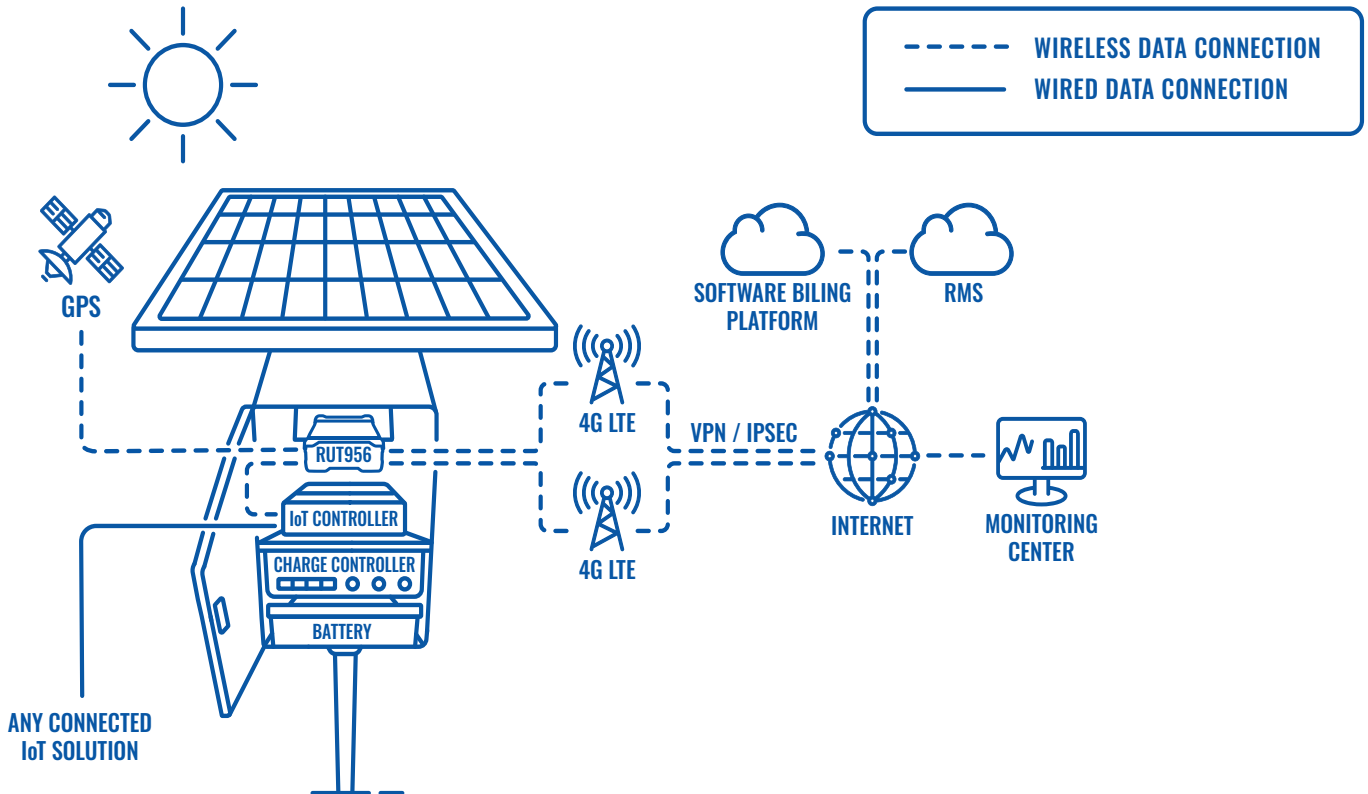 WIRELESS DATA CONNECTION
WIRED DATA CONNECTION
GPS
SOFTWARE BILING
PLATFORM
RMS
4G LTE
VPN / IPSEC
RUT956
IoT CONTROLLER
INTERNET
MONITORING
CENTER
CHARGE CONTROLLER
4G LTE
BATTERY
ANY CONNECTED
IoT SOLUTION